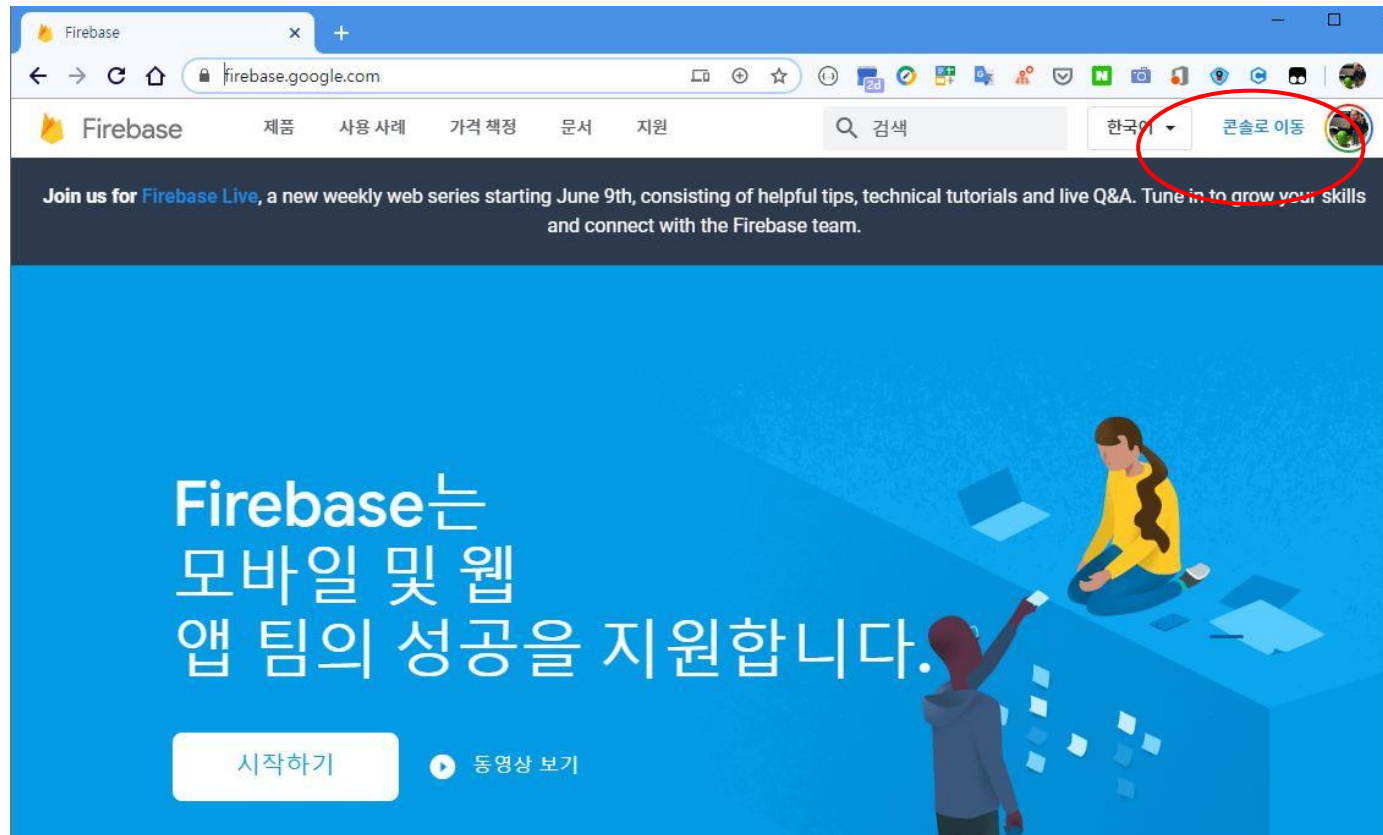 Firebase
firebase.google.com
2d
Firebase 제품 사용 사례 가격 책정 문서 지원 검색 한국어 콘솔로 이동
Join us for Firebase Live, a new weekly web series starting June 9th, consisting of helpful tips, technical tutorials and live Q&A. Tune in to grow your skills
and connect with the Firebase team.
Firebase는
모바일 및 웹
앱 팀의 성공을 지원합니다.
시작하기 동영상 보기